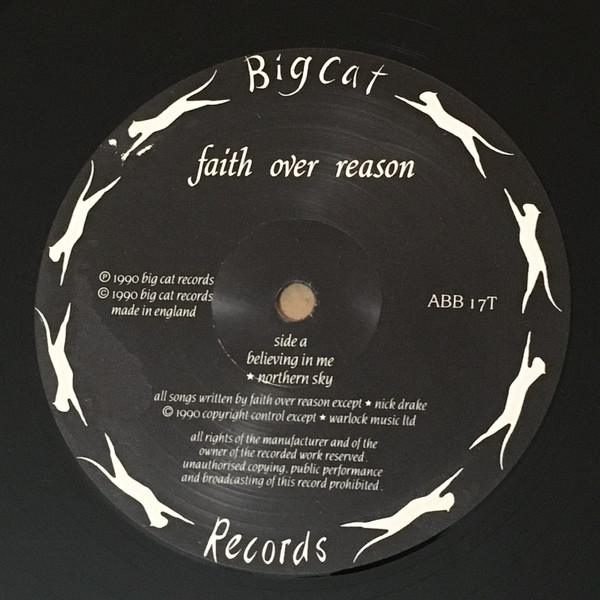 Big Cat
faith over reason
℗ 1990 big cat records
© 1990 big cat records
made in england
ABB 17T
side a
believing in me
★ northern sky
all songs written by faith over reason except ★ nick drake
© 1990 copyright control except ★ warlock music ltd
all rights of the manufacturer and of the
owner of the recorded work reserved.
unauthorised copying, public performance
and broadcasting of this record prohibited.
Records